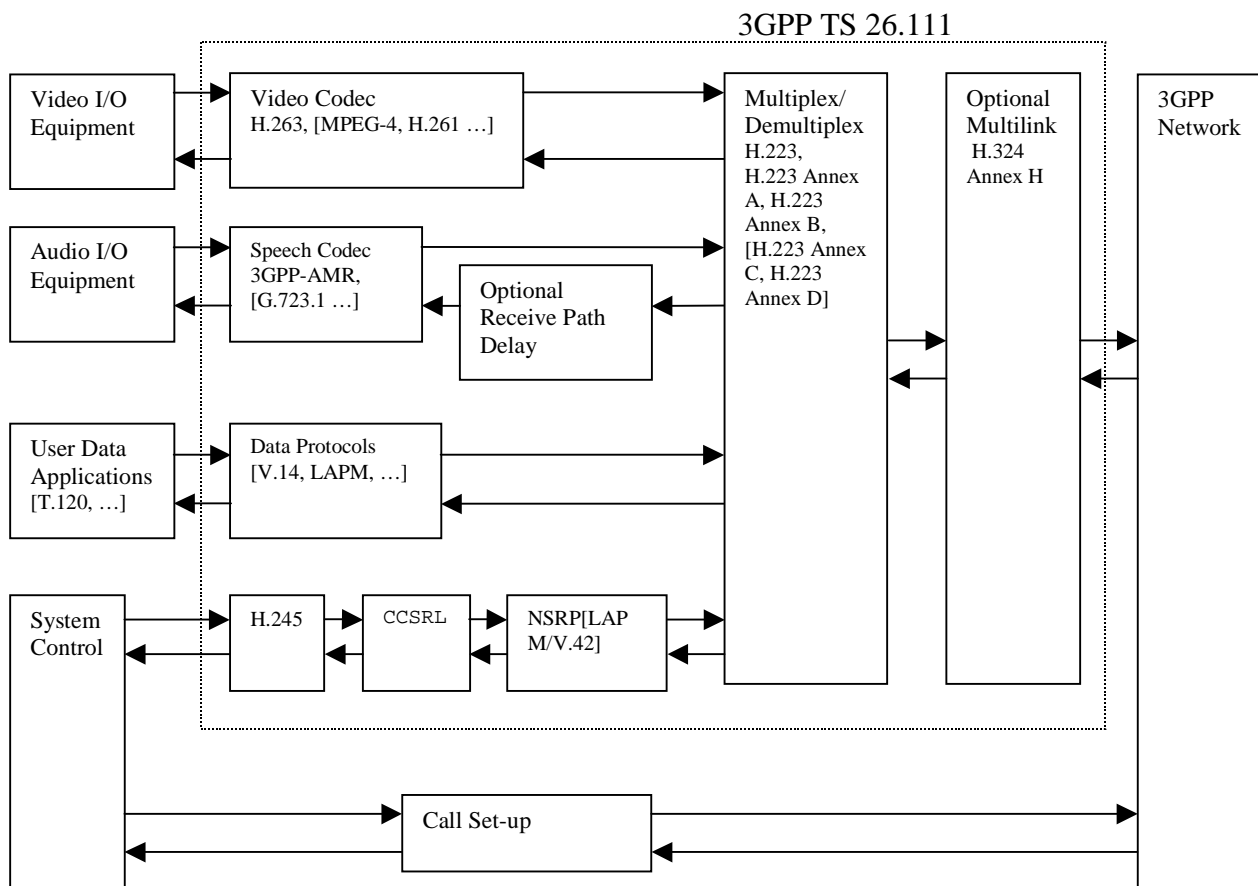 3GPP TS 26.111
Video I/O
Equipment
Video Codec
H.263, [MPEG-4, H.261 …]
Multiplex/
Demultiplex
H.223,
H.223 Annex
A, H.223
Annex B,
[H.223 Annex
C, H.223
Annex D]
Optional
Multilink
H.324
Annex H
3GPP
Network
Audio I/O
Equipment
Speech Codec
3GPP-AMR,
[G.723.1 …]
Optional
Receive Path
Delay
User Data
Applications
[T.120, …]
Data Protocols
[V.14, LAPM, …]
System
Control
H.245
CCSRL
NSRP[LAP
M/V.42]
Call Set-up